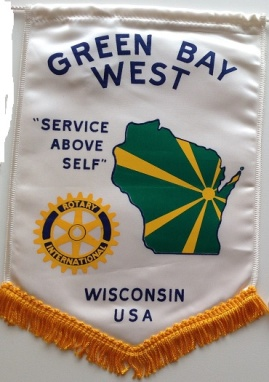 GREEN BAY
WEST
"SERVICE
ABOVE
SELF"
ROTARY
INTERNATIONAL
WISCONSIN
USA